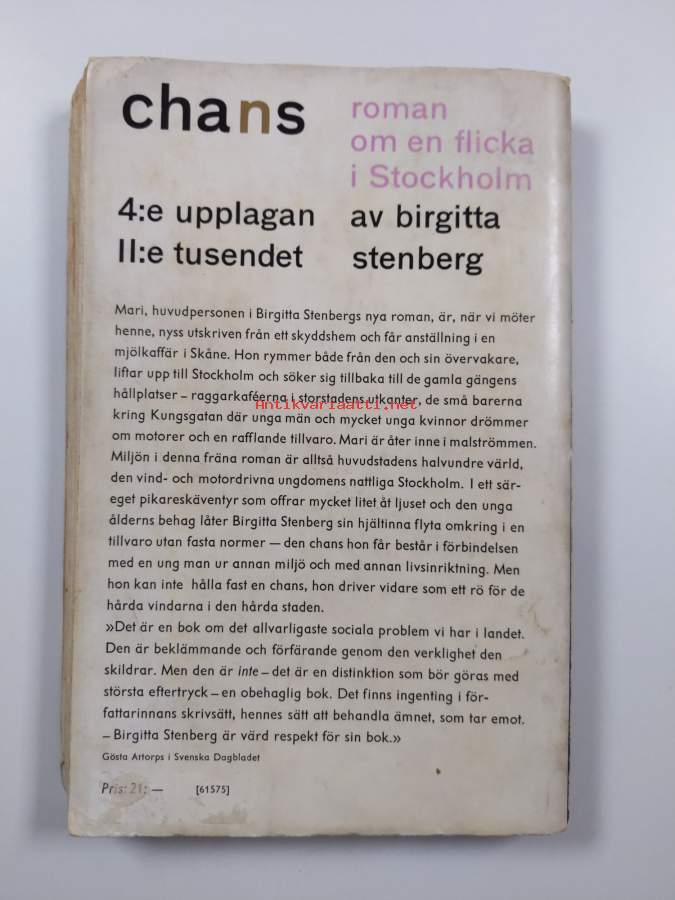 chans
roman
om en flicka
i Stockholm
4:e upplagan
av birgitta
II:e tusendet
stenberg
Mari, huvudpersonen i Birgitta Stenbergs nya roman, är, när vi möter
henne, nyss utskriven från ett skyddshem och får anställning i en
mjölkaffär i Skåne. Hon rymmer både från den och sin övervakare,
liftar upp till Stockholm och söker sig tillbaka till de gamla gängens
hållplatser – raggarkaféerna i storstadens utkanter, de små barerna
Antikvariaatti.net
kring Kungsgatan där unga män och mycket unga kvinnor drömmer
om motorer och en rafflande tillvaro. Mari är åter inne i malströmmen.
Miljön i denna fräna roman är alltså huvudstadens halvundre värld,
den vind- och motordrivna ungdomens nattliga Stockholm. I ett sär-
eget pikareskäventyr som offrar mycket litet åt ljuset och den unga
ålderns behag låter Birgitta Stenberg sin hjältinna flyta omkring i en
tillvaro utan fasta normer — den chans hon får består i förbindelsen
med en ung man ur annan miljö och med annan livsinriktning. Men
hon kan inte hålla fast en chans, hon driver vidare som ett rö för de
hårda vindarna i den hårda staden.
»Det är en bok om det allvarligaste sociala problem vi har i landet.
Den är beklämmande och förfärande genom den verklighet den
skildrar. Men den är inte – det är en distinktion som bör göras med
största eftertryck – en obehaglig bok. Det finns ingenting i för-
fattarinnans skrivsätt, hennes sätt att behandla ämnet, som tar emot.
– Birgitta Stenberg är värd respekt för sin bok.»
Gösta Attorps i Svenska Dagbladet
Pris: 21: — [61575]